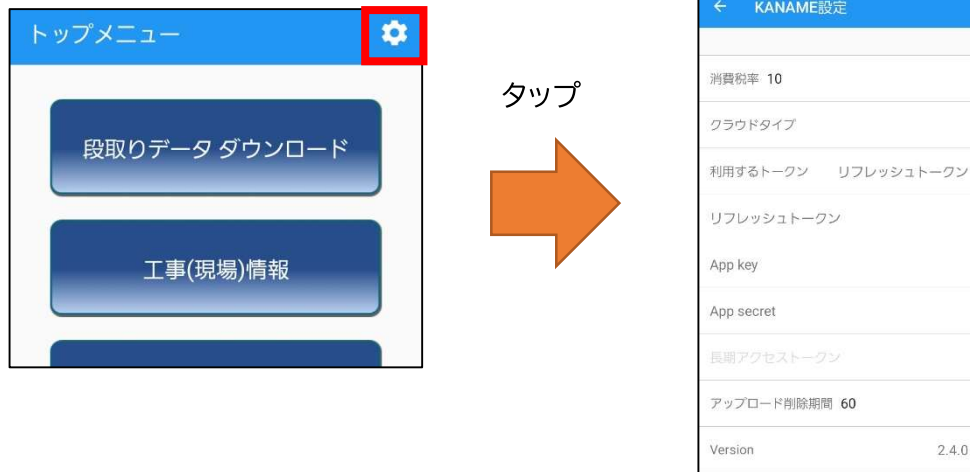 トップメニュー
段取りデータ ダウンロード
工事(現場)情報
タップ
KANAME設定
消費税率 10
クラウドタイプ
利用するトークン リフレッシュトークン
リフレッシュトークン
App key
App secret
長期アクセストークン
アップロード削除期間 60
Version 2.4.0